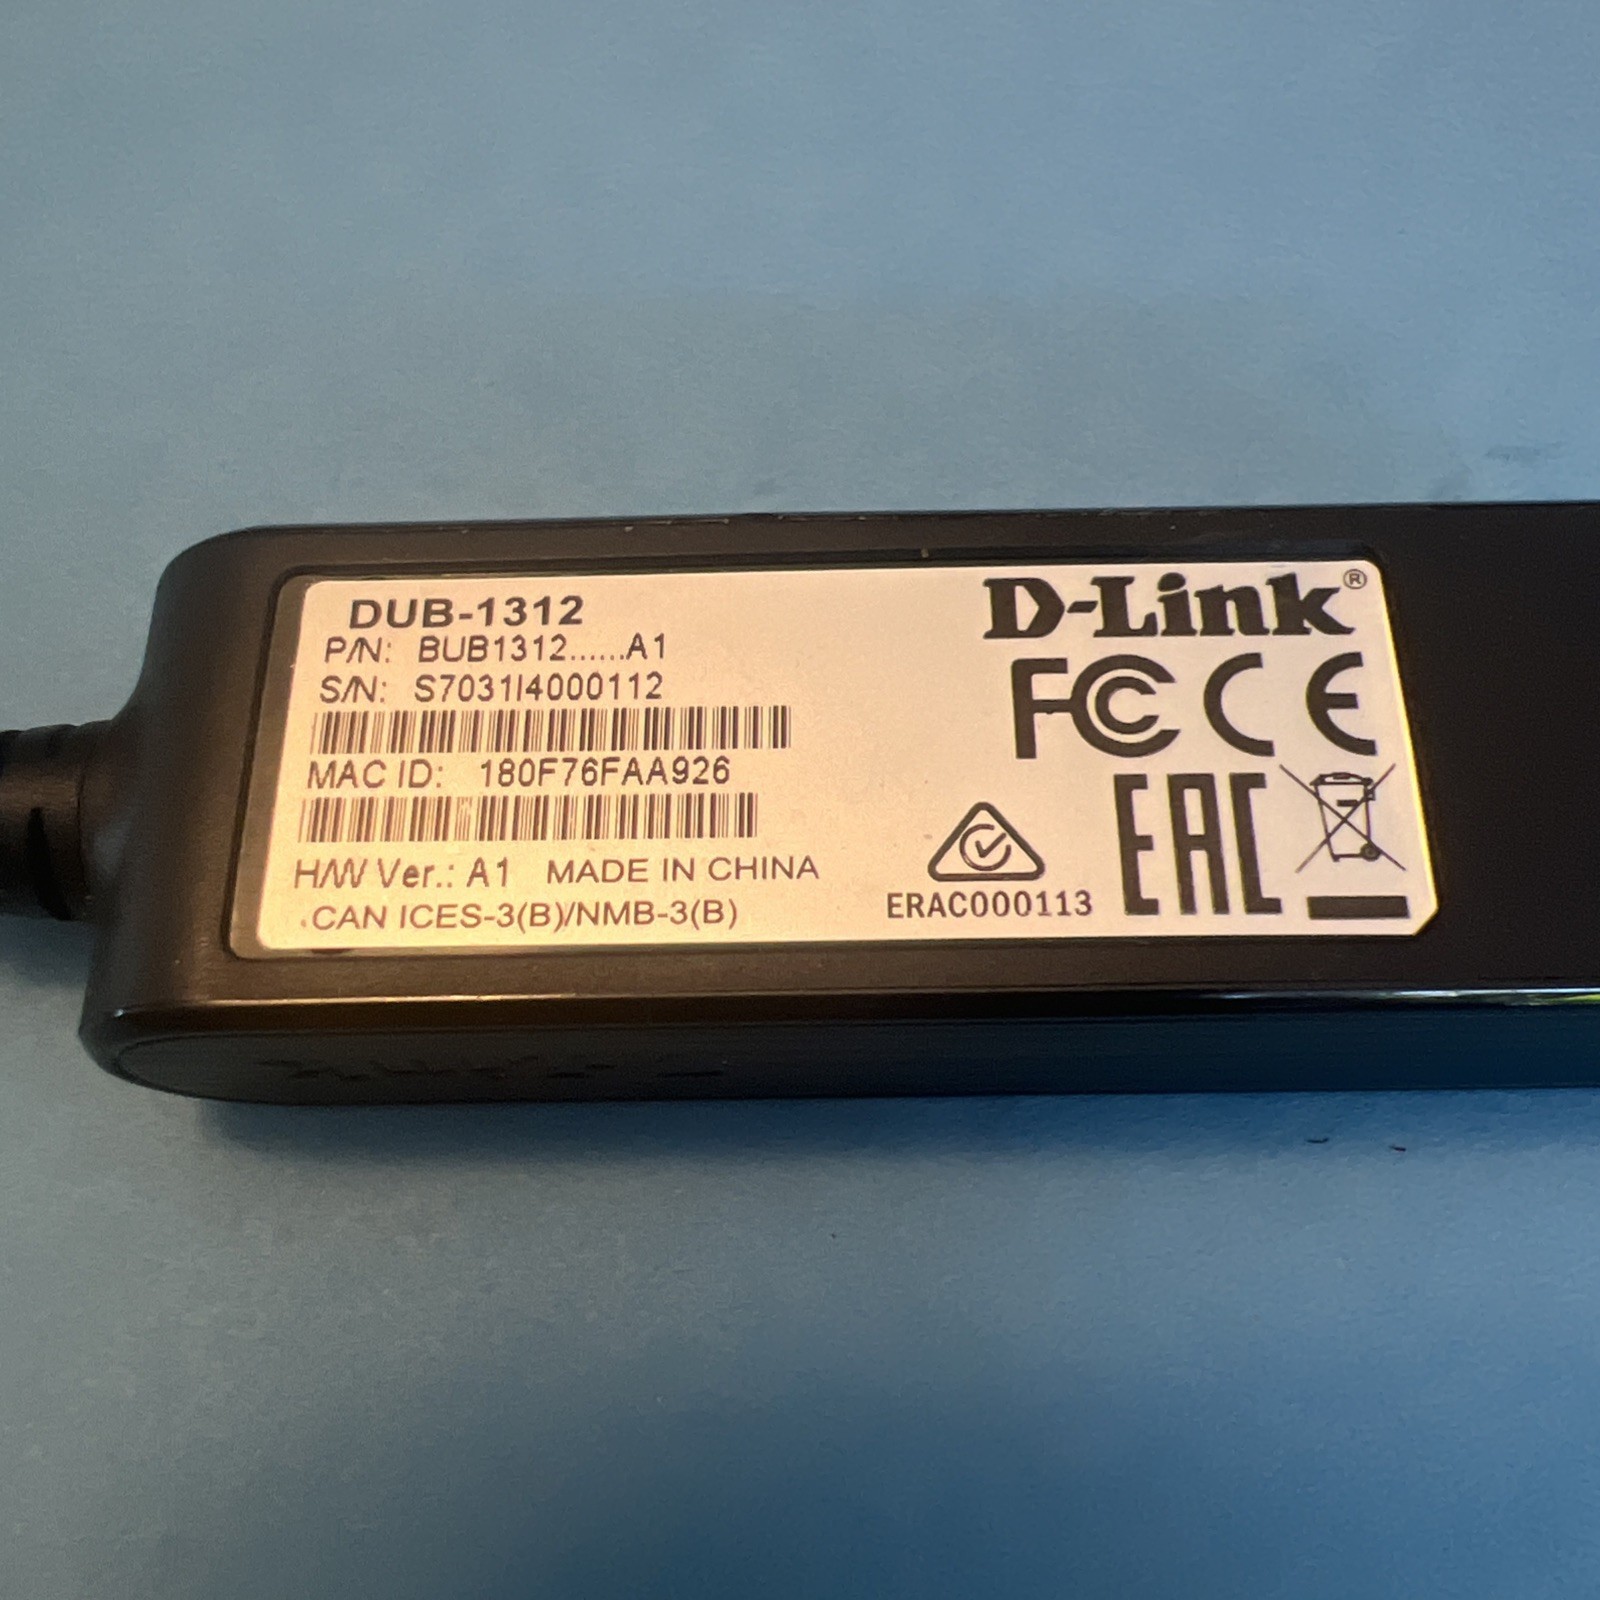 DUB-1312
P/N: BUB1312......A1
S/N: S7031I4000112
MAC ID: 180F76FAA926
H/W Ver.: A1 MADE IN CHINA
CAN ICES-3(B)/NMB-3(B)
D-Link®
FCC CE
EAC
ERAC000113